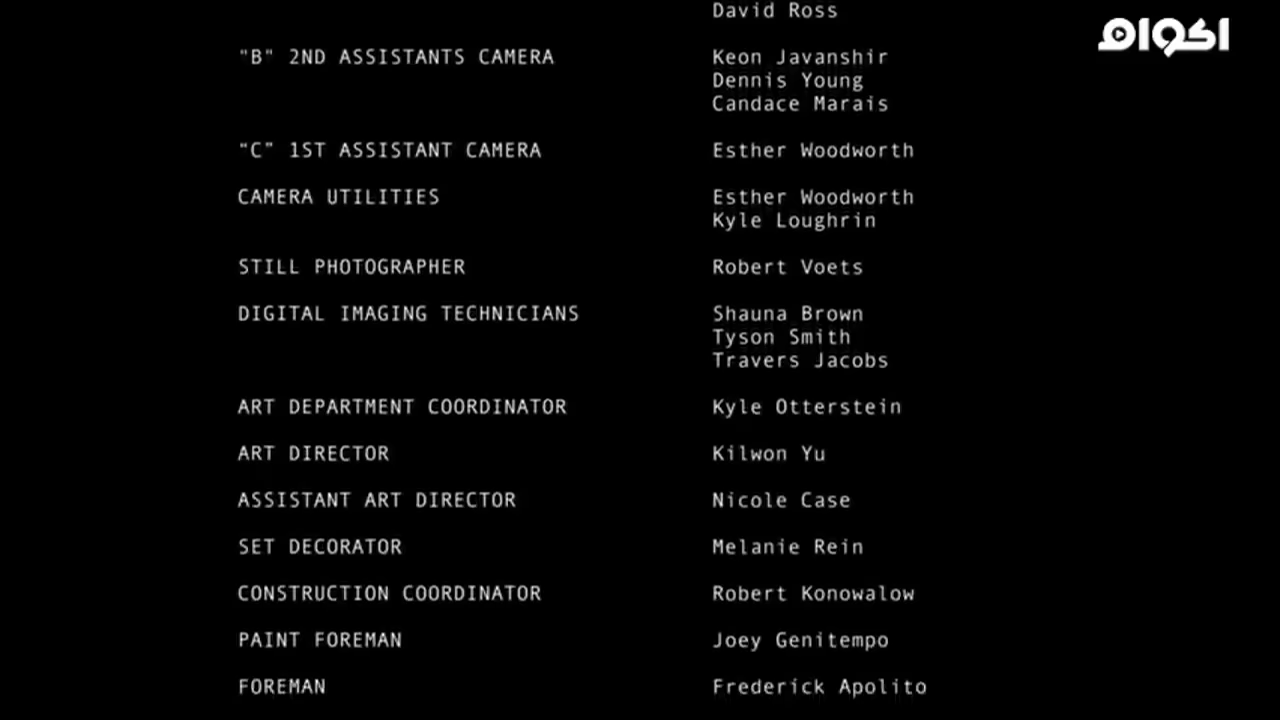 David Ross
اكوام
"B" 2ND ASSISTANTS CAMERA Keon Javanshir
Dennis Young
Candace Marais
“C” 1ST ASSISTANT CAMERA Esther Woodworth
CAMERA UTILITIES Esther Woodworth
Kyle Loughrin
STILL PHOTOGRAPHER Robert Voets
DIGITAL IMAGING TECHNICIANS Shauna Brown
Tyson Smith
Travers Jacobs
ART DEPARTMENT COORDINATOR Kyle Otterstein
ART DIRECTOR Kilwon Yu
ASSISTANT ART DIRECTOR Nicole Case
SET DECORATOR Melanie Rein
CONSTRUCTION COORDINATOR Robert Konowalow
PAINT FOREMAN Joey Genitempo
FOREMAN Frederick Apolito